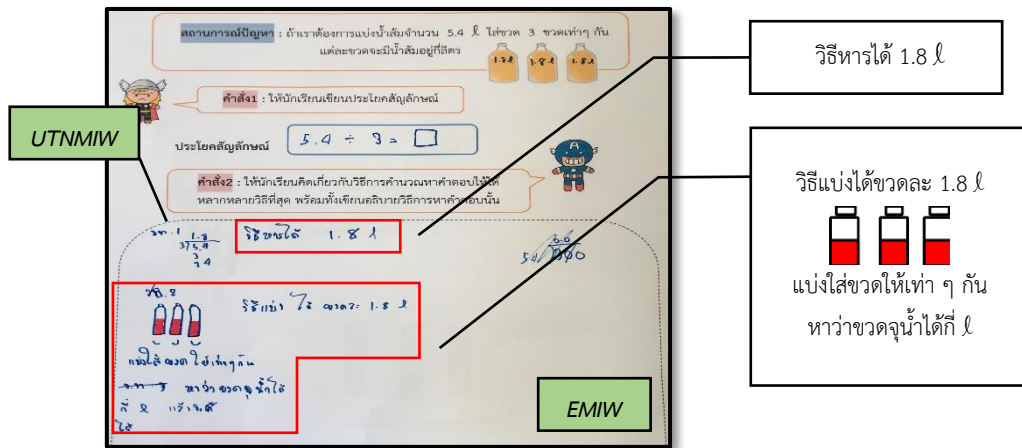 สถานการณ์ปัญหา : ถ้าเราต้องการแบ่งน้ำส้มจำนวน 5.4 ℓ ใส่ขวด 3 ขวดเท่าๆ กัน
แต่ละขวดจะมีน้ำส้มอยู่กี่ลิตร
1.8 ℓ 1.8 ℓ 1.8 ℓ
คำสั่ง1 : ให้นักเรียนเขียนประโยคสัญลักษณ์
UTNMIW
ประโยคสัญลักษณ์ 5.4 ÷ 3 = □
คำสั่ง2 : ให้นักเรียนคิดเกี่ยวกับวิธีการคำนวณหาคำตอบให้ได้
หลากหลายวิธีที่สุด พร้อมทั้งเขียนอธิบายวิธีการหาคำตอบนั้น
1.8
3)5.4
3
วิธีหารได้ 1.8 ℓ
วิธีแบ่ง ได้ ขวดละ 1.8 ℓ
แบ่งใส่ขวด ให้เท่าๆกัน
หาว่าขวดจุน้ำได้
กี่ ℓ
EMIW
วิธีหารได้ 1.8 ℓ
วิธีแบ่งได้ขวดละ 1.8 ℓ
แบ่งใส่ขวดให้เท่า ๆ กัน
หาว่าขวดจุน้ำได้กี่ ℓ